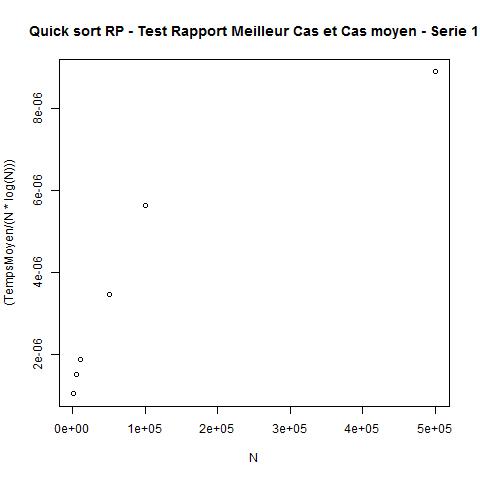 Quick sort RP - Test Rapport Meilleur Cas et Cas moyen - Serie 1
(TempsMoyen/(N * log(N)))
8e-06
6e-06
4e-06
2e-06
0e+00 1e+05 2e+05 3e+05 4e+05 5e+05
N